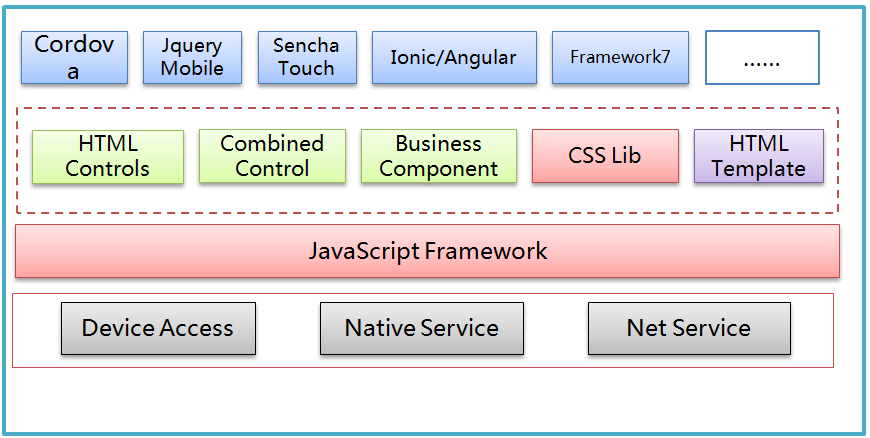 Cordov
a
Jquery
Mobile
Sencha
Touch
Ionic/Angular
Framework7
......
HTML
Controls
Combined
Control
Business
Component
CSS Lib
HTML
Template
JavaScript Framework
Device Access
Native Service
Net Service